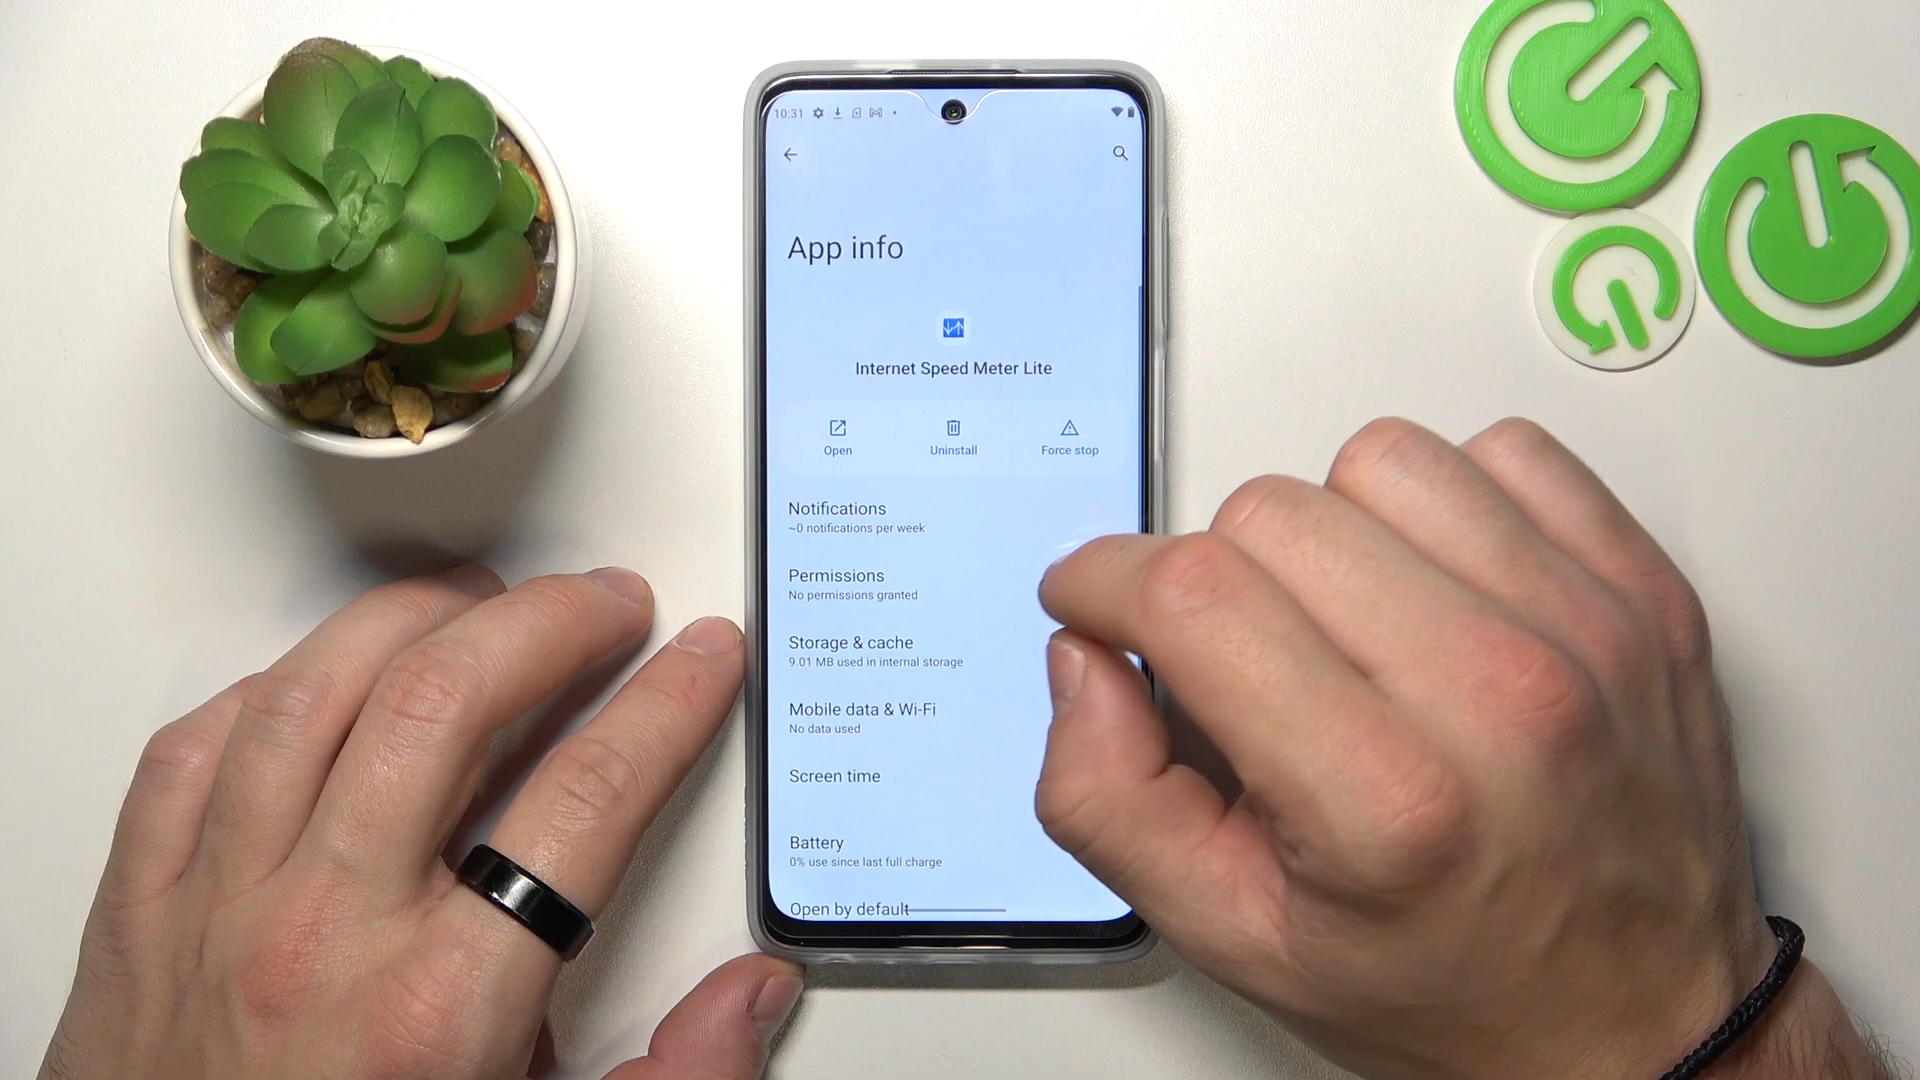 10:31
App info
Internet Speed Meter Lite
Open
Uninstall
Force stop
Notifications
~0 notifications per week
Permissions
No permissions granted
Storage & cache
9.01 MB used in internal storage
Mobile data & Wi-Fi
No data used
Screen time
Battery
0% use since last full charge
Open by default